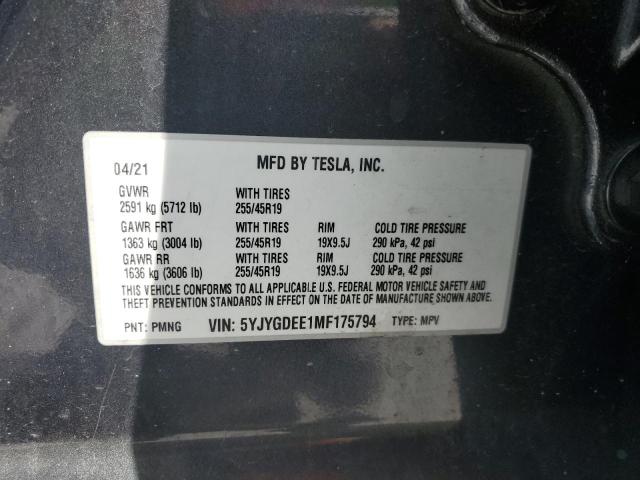 04/21 MFD BY TESLA, INC.
GVWR WITH TIRES
2591 kg (5712 lb) 255/45R19
GAWR FRT WITH TIRES RIM COLD TIRE PRESSURE
1363 kg (3004 lb) 255/45R19 19X9.5J 290 kPa, 42 psi
GAWR RR WITH TIRES RIM COLD TIRE PRESSURE
1636 kg (3606 lb) 255/45R19 19X9.5J 290 kPa, 42 psi
THIS VEHICLE CONFORMS TO ALL APPLICABLE U.S. FEDERAL MOTOR VEHICLE SAFETY AND
THEFT PREVENTION STANDARDS IN EFFECT ON THE DATE OF MANUFACTURE SHOWN ABOVE.
PNT: PMNG VIN: 5YJYGDEE1MF175794 TYPE: MPV